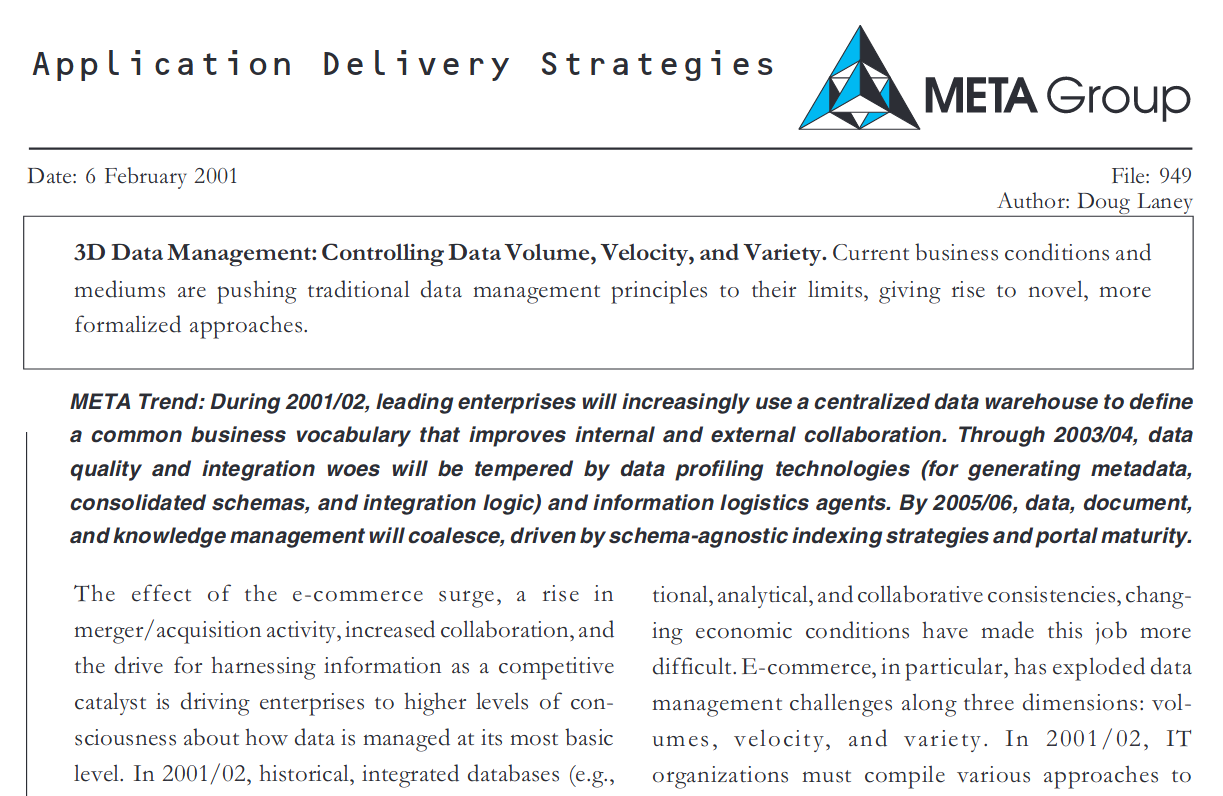 Application Delivery Strategies
META Group
Date: 6 February 2001
File: 949
Author: Doug Laney
3D Data Management: Controlling Data Volume, Velocity, and Variety. Current business conditions and
mediums are pushing traditional data management principles to their limits, giving rise to novel, more
formalized approaches.
META Trend: During 2001/02, leading enterprises will increasingly use a centralized data warehouse to define
a common business vocabulary that improves internal and external collaboration. Through 2003/04, data
quality and integration woes will be tempered by data profiling technologies (for generating metadata,
consolidated schemas, and integration logic) and information logistics agents. By 2005/06, data, document,
and knowledge management will coalesce, driven by schema-agnostic indexing strategies and portal maturity.
The effect of the e-commerce surge, a rise in
merger/acquisition activity, increased collaboration, and
the drive for harnessing information as a competitive
catalyst is driving enterprises to higher levels of con-
sciousness about how data is managed at its most basic
level. In 2001/02, historical, integrated databases (e.g.,
tional, analytical, and collaborative consistencies, chang-
ing economic conditions have made this job more
difficult. E-commerce, in particular, has exploded data
management challenges along three dimensions: vol-
umes, velocity, and variety. In 2001/02, IT
organizations must compile various approaches to